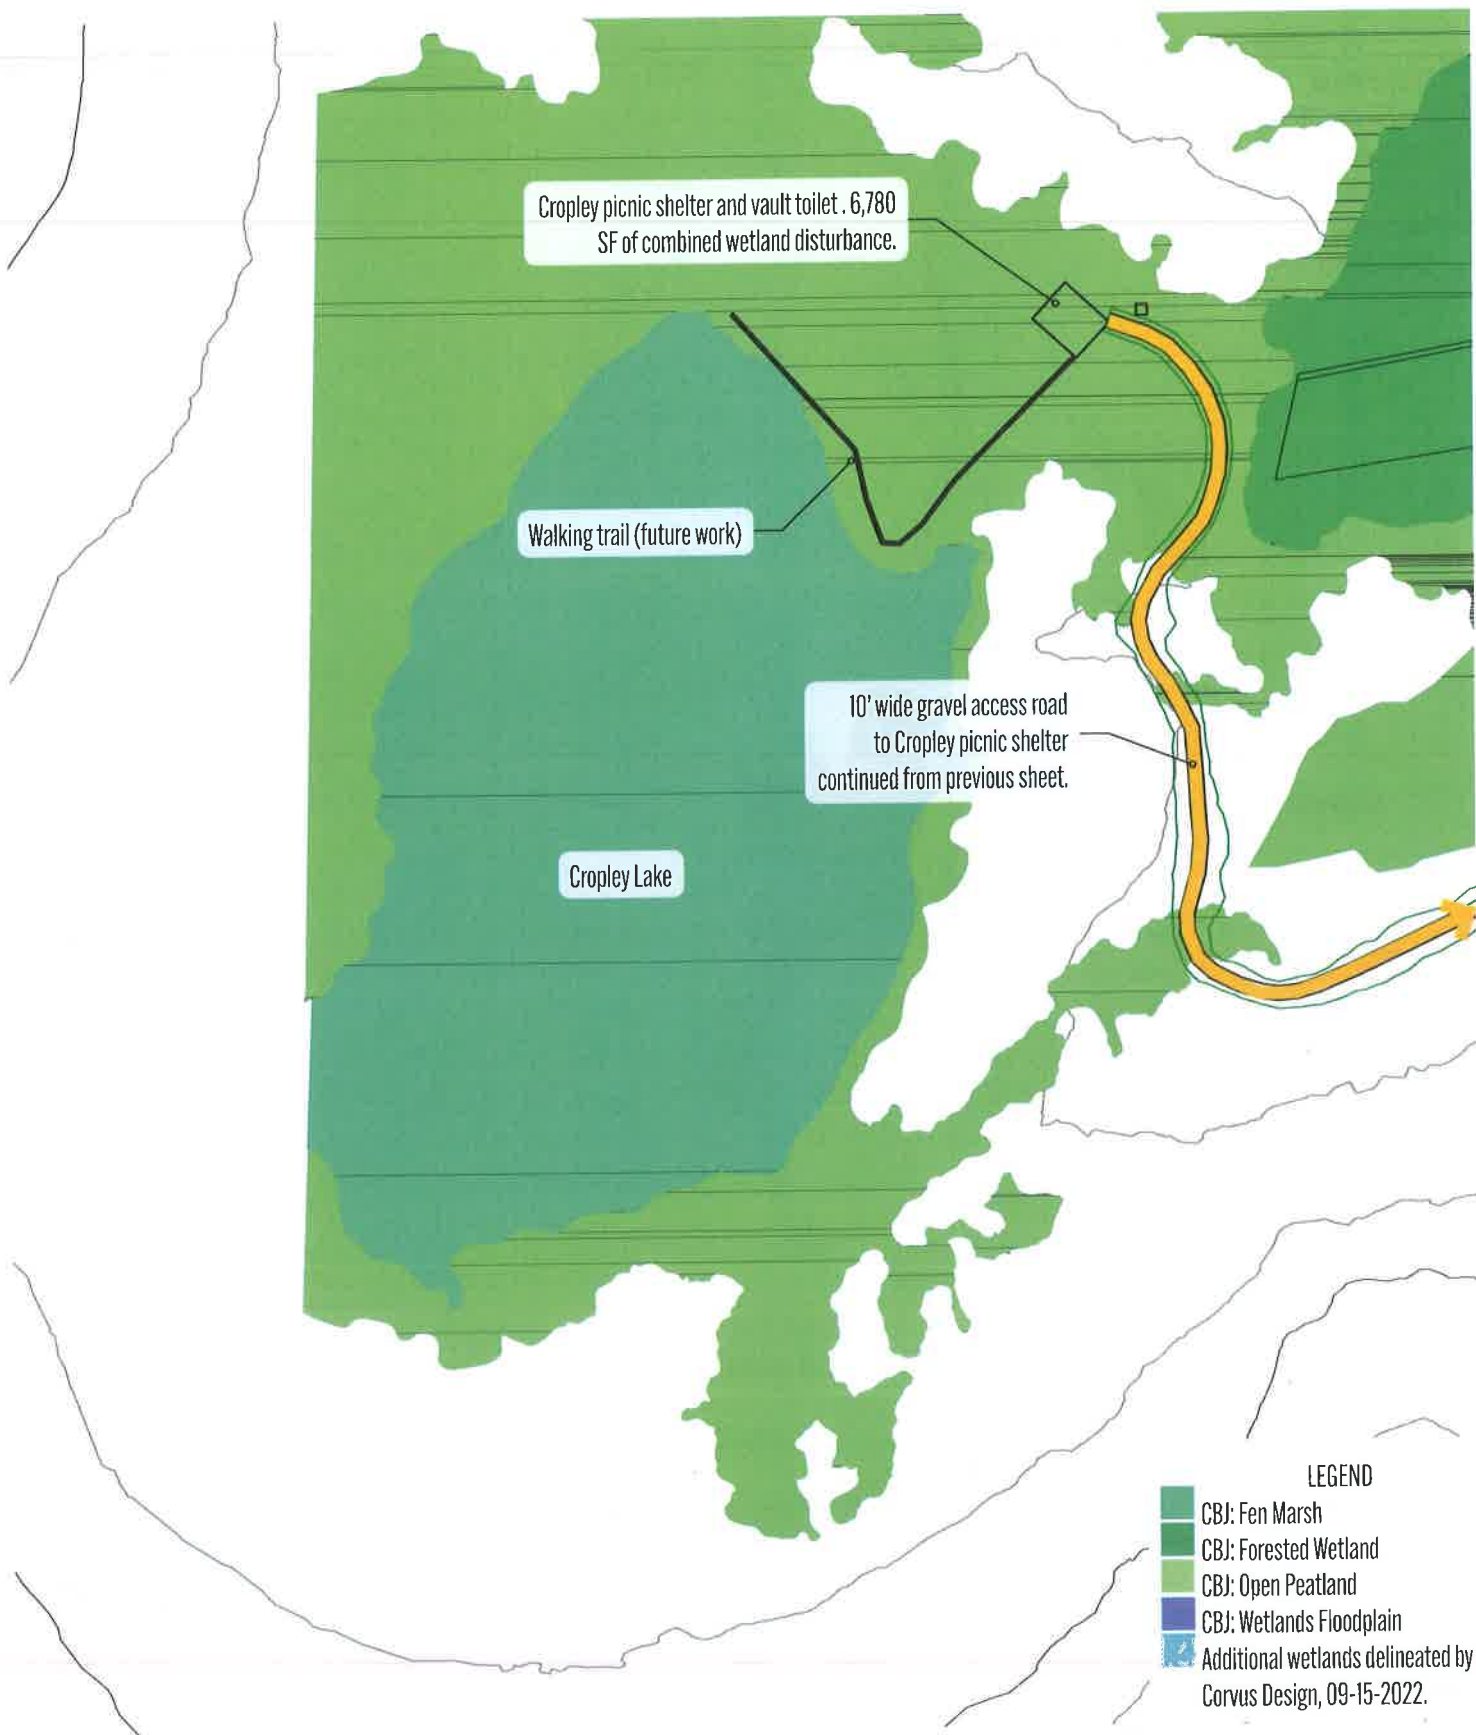 Cropley picnic shelter and vault toilet . 6,780
SF of combined wetland disturbance.
Walking trail (future work)
10' wide gravel access road
to Cropley picnic shelter
continued from previous sheet.
Cropley Lake
LEGEND
CBJ: Fen Marsh
CBJ: Forested Wetland
CBJ: Open Peatland
CBJ: Wetlands Floodplain
Additional wetlands delineated by
Corvus Design, 09-15-2022.